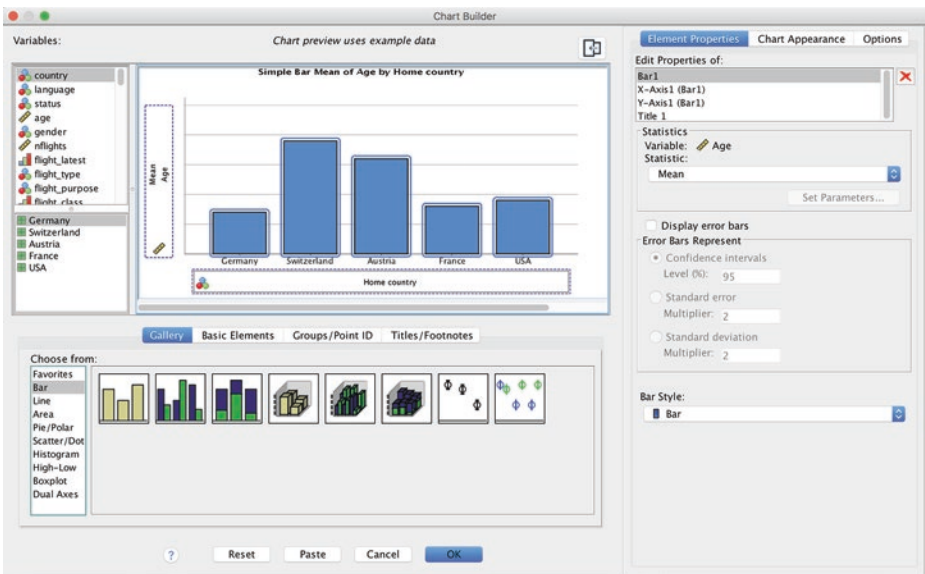 Chart Builder
Variables:
Chart preview uses example data
country
language
status
age
gender
nflights
flight_latest
flight_type
flight_purpose
flight_class
Germany
Switzerland
Austria
France
USA
Simple Bar Mean of Age by Home country
Mean
Age
Germany Switzerland Austria France USA
Home country
Gallery Basic Elements Groups/Point ID Titles/Footnotes
Choose from:
Favorites
Bar
Line
Area
Pie/Polar
Scatter/Dot
Histogram
High-Low
Boxplot
Dual Axes
? Reset Paste Cancel OK
Element Properties Chart Appearance Options
Edit Properties of:
Bar1
X-Axis1 (Bar1)
Y-Axis1 (Bar1)
Title 1
Statistics
Variable: Age
Statistic:
Mean
Set Parameters...
Display error bars
Error Bars Represent
Confidence intervals
Level (%): 95
Standard error
Multiplier: 2
Standard deviation
Multiplier: 2
Bar Style:
Bar